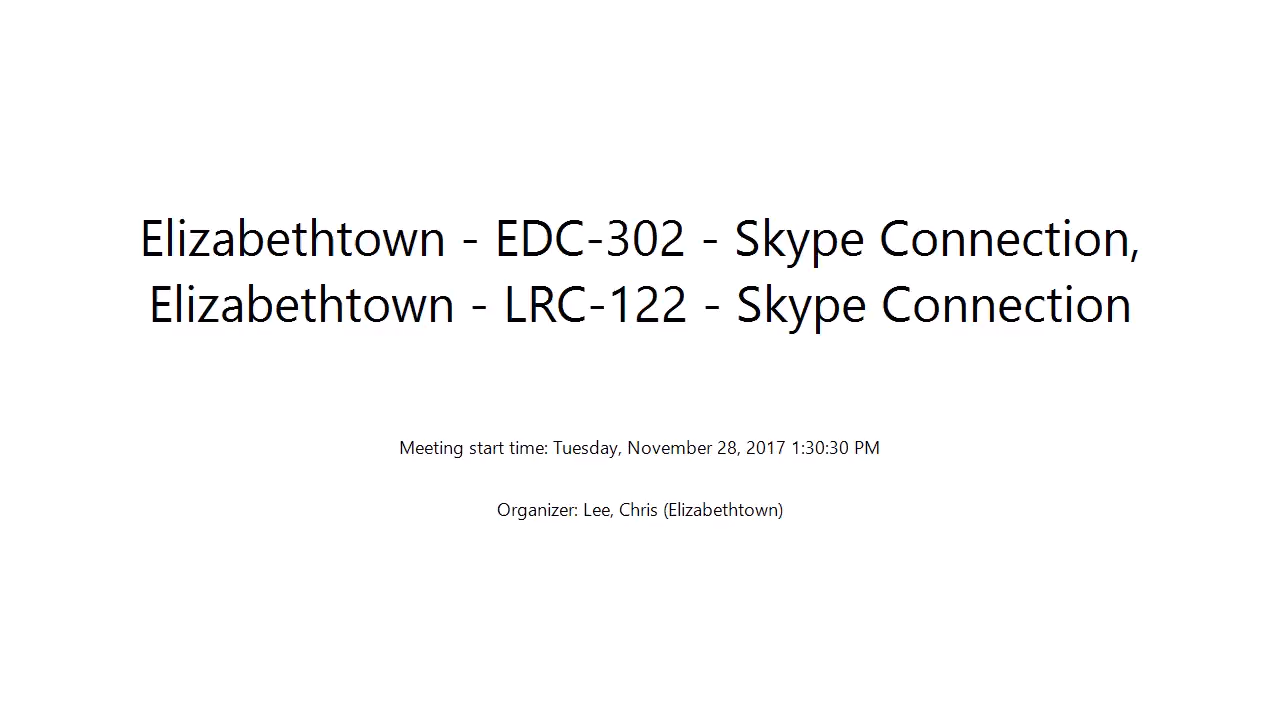 Elizabethtown - EDC-302 - Skype Connection,
Elizabethtown - LRC-122 - Skype Connection
Meeting start time: Tuesday, November 28, 2017 1:30:30 PM
Organizer: Lee, Chris (Elizabethtown)